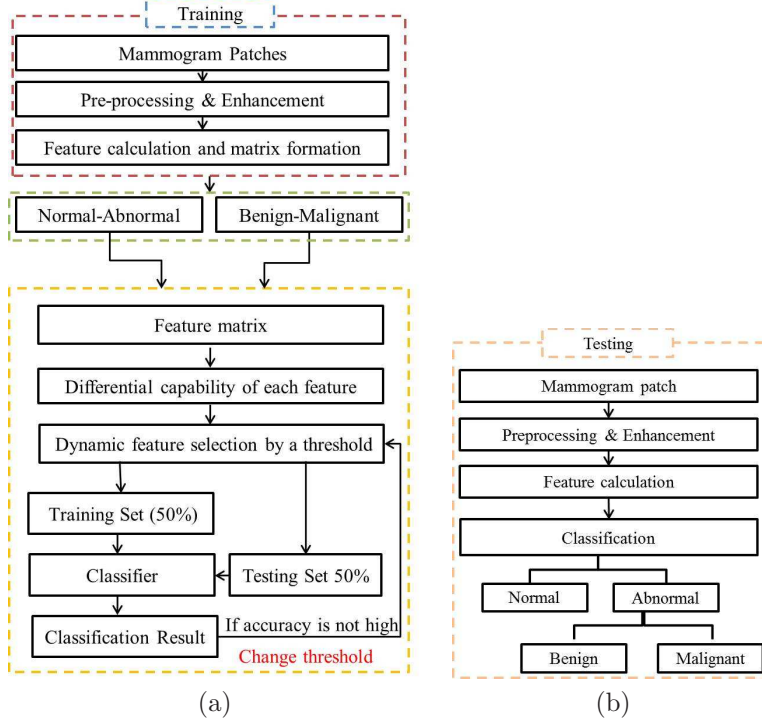 Training
Mammogram Patches
Pre-processing & Enhancement
Feature calculation and matrix formation
Normal-Abnormal
Benign-Malignant
Feature matrix
Differential capability of each feature
Dynamic feature selection by a threshold
Training Set (50%)
Classifier
Testing Set 50%
Classification Result
If accuracy is not high
Change threshold
(a)
Testing
Mammogram patch
Preprocessing & Enhancement
Feature calculation
Classification
Normal
Abnormal
Benign
Malignant
(b)